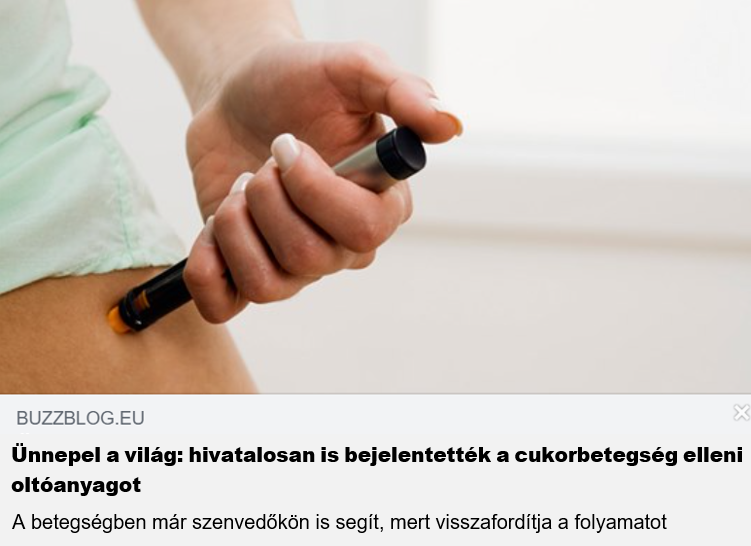 BUZZBLOG.EU
Ünnepel a világ: hivatalosan is bejelentették a cukorbetegség elleni
oltóanyagot
A betegségben már szenvedőkön is segít, mert visszafordítja a folyamatot